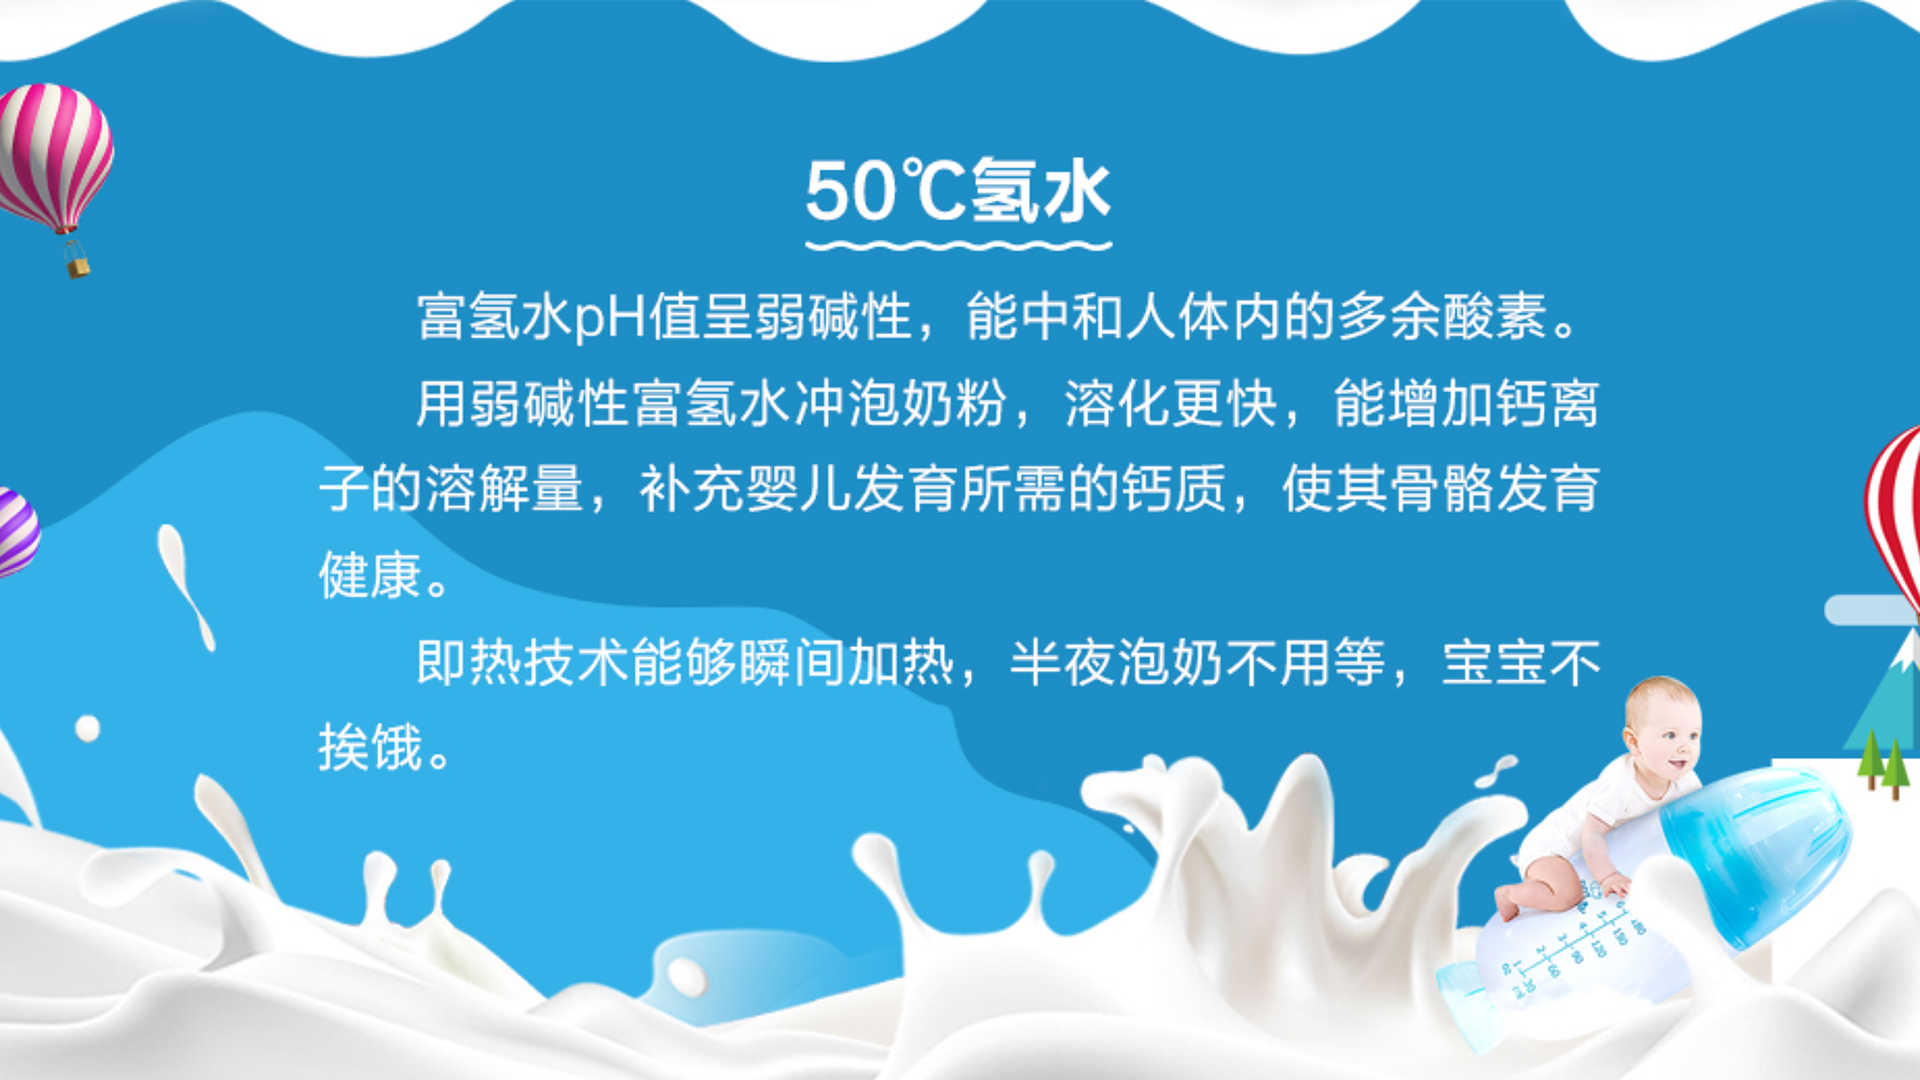 50℃氢水
富氢水pH值呈弱碱性，能中和人体内的多余酸素。
用弱碱性富氢水冲泡奶粉，溶化更快，能增加钙离
子的溶解量，补充婴儿发育所需的钙质，使其骨骼发育
健康。
即热技术能够瞬间加热，半夜泡奶不用等，宝宝不
挨饿。